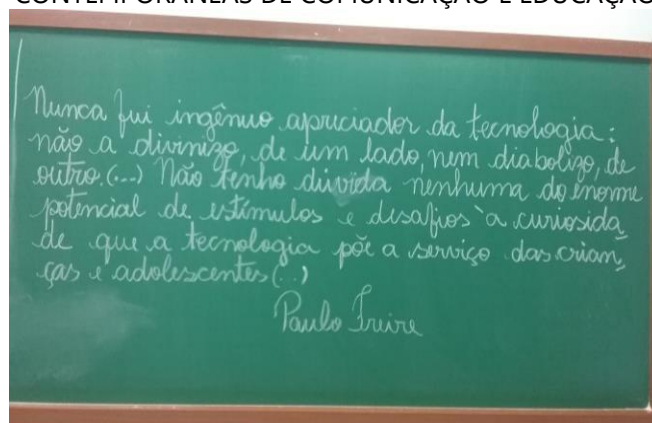 CONTEMPORÂNEAS DE COMUNICAÇÃO E EDUCAÇÃO
Nunca fui ingênuo apreciador da tecnologia:
não a divinizo, de um lado, nem diabolizo, de
outro. (...) Não tenho dúvida nenhuma do enorme
potencial de estímulos e desafios à curiosida
de que a tecnologia põe a serviço das crian
ças e adolescentes (..)
Paulo Freire